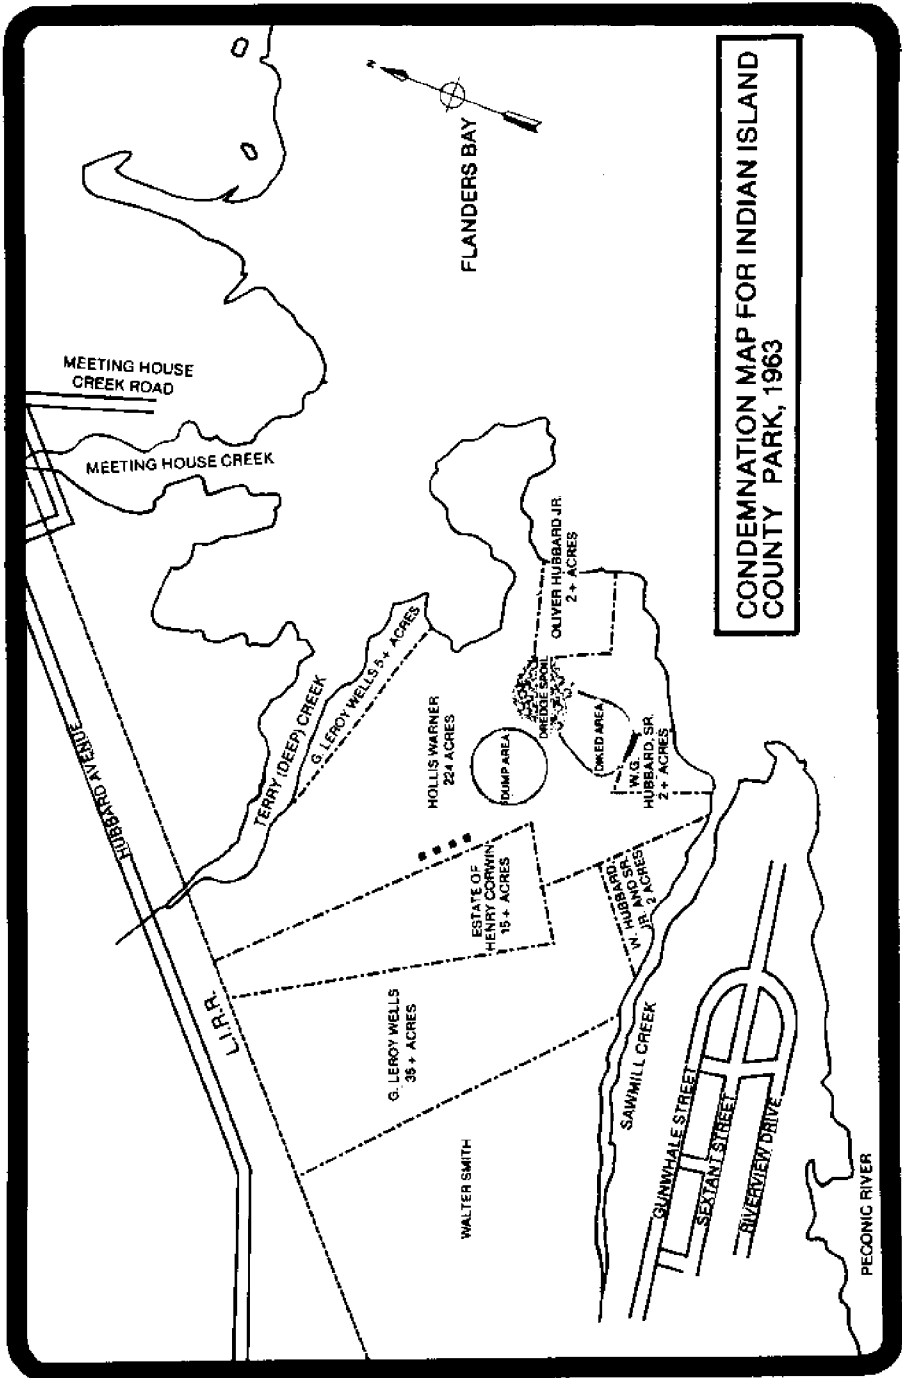 CONDEMNATION MAP FOR INDIAN ISLAND
COUNTY PARK, 1963
N
FLANDERS BAY
MEETING HOUSE
CREEK ROAD
MEETING HOUSE CREEK
HUBBARD AVENUE
L.I.R.R.
TERRY (DEEP) CREEK
G. LEROY WELLS 5+ ACRES
HOLLIS WARNER
224 ACRES
OLIVER HUBBARD JR.
2+ ACRES
DREDGE SPOIL
DUMP AREA
DIKED AREA
W.G.
HUBBARD, SR.
2+ ACRES
ESTATE OF
HENRY CORWIN
15+ ACRES
W. HUBBARD,
JR. AND SR.
2 ACRES
G. LEROY WELLS
35+ ACRES
WALTER SMITH
SAWMILL CREEK
GUNWHALE STREET
SEXTANT STREET
RIVERVIEW DRIVE
PECONIC RIVER